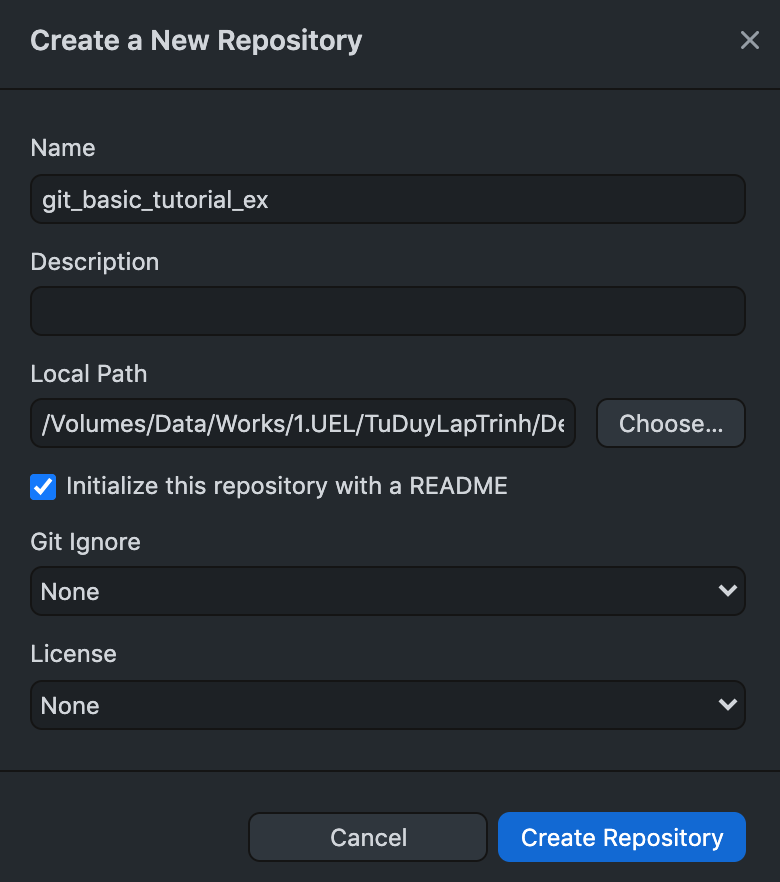 Create a New Repository
Name
git_basic_tutorial_ex
Description
Local Path
/Volumes/Data/Works/1.UEL/TuDuyLapTrinh/De
Choose...
Initialize this repository with a README
Git Ignore
None
License
None
Cancel
Create Repository